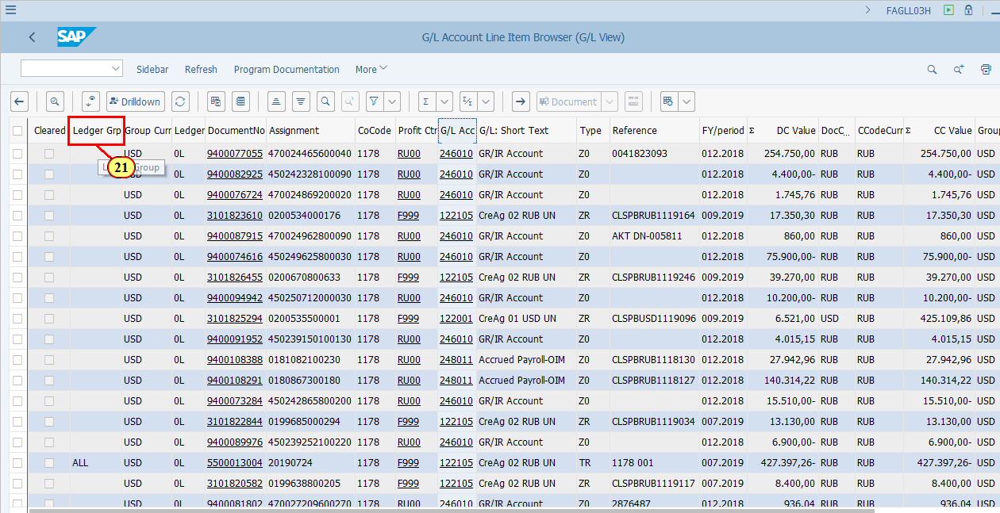 FAGLL03H
SAP G/L Account Line Item Browser (G/L View)
Sidebar Refresh Program Documentation More
Drilldown Document
Cleared Ledger Grp Group Curr Ledger DocumentNo Assignment CoCode Profit Ctr G/L Acc G/L: Short Text Type Reference FY/period Σ DC Value DocC... CCodeCurr Σ CC Value Group
USD 0L 9400077055 470024465600040 1178 RU00 246010 GR/IR Account Z0 0041823093 012.2018 254.750,00 RUB RUB 254.750,00 USD
21 Group
USD 0L 9400082925 450242328100090 1178 RU00 246010 GR/IR Account Z0 012.2018 4.400,00- RUB RUB 4.400,00- USD
USD 0L 9400076724 470024869200020 1178 RU00 246010 GR/IR Account Z0 012.2018 1.745,76 RUB RUB 1.745,76 USD
USD 0L 3101823610 0200534000176 1178 F999 122105 CreAg 02 RUB UN ZR CLSPBRUB1119164 009.2019 17.350,30 RUB RUB 17.350,30 USD
USD 0L 9400087915 470024962800090 1178 RU00 246010 GR/IR Account Z0 AKT DN-005811 012.2018 860,00 RUB RUB 860,00 USD
USD 0L 9400074616 450249625800030 1178 RU00 246010 GR/IR Account Z0 012.2018 75.900,00- RUB RUB 75.900,00- USD
USD 0L 3101826455 0200670800633 1178 F999 122105 CreAg 02 RUB UN ZR CLSPBRUB1119246 009.2019 39.270,00 RUB RUB 39.270,00 USD
USD 0L 9400094942 450250712000030 1178 RU00 246010 GR/IR Account Z0 012.2018 10.200,00- RUB RUB 10.200,00- USD
USD 0L 3101825294 0200535500001 1178 F999 122001 CreAg 01 USD UN ZR CLSPBUSD1119096 009.2019 6.521,00 USD RUB 425.109,86 USD
USD 0L 9400091952 450239150100130 1178 RU00 246010 GR/IR Account Z0 012.2018 4.015,15 RUB RUB 4.015,15 USD
USD 0L 9400108388 0181082100230 1178 RU00 248011 Accrued Payroll-OIM Z0 CLSPBRUB1118130 012.2018 27.942,96 RUB RUB 27.942,96 USD
USD 0L 9400108291 0180867300180 1178 RU00 248011 Accrued Payroll-OIM Z0 CLSPBRUB1118127 012.2018 140.314,22 RUB RUB 140.314,22 USD
USD 0L 9400073284 450242865800200 1178 RU00 246010 GR/IR Account Z0 012.2018 15.510,00- RUB RUB 15.510,00- USD
USD 0L 3101822844 0199685000294 1178 F999 122105 CreAg 02 RUB UN ZR CLSPBRUB1119034 007.2019 13.130,00 RUB RUB 13.130,00 USD
USD 0L 9400089976 450239252100220 1178 RU00 246010 GR/IR Account Z0 012.2018 6.900,00- RUB RUB 6.900,00- USD
ALL USD 0L 5500013004 20190724 1178 F999 122105 CreAg 02 RUB UN TR 1178 001 007.2019 427.397,26- RUB RUB 427.397,26- USD
USD 0L 3101820582 0199638800205 1178 F999 122105 CreAg 02 RUB UN ZR CLSPBRUB1119117 007.2019 8.400,00 RUB RUB 8.400,00 USD
USD 0L 9400081802 470027209600270 1178 RU00 246010 GR/IR Account Z0 2876487 012.2018 936,04 RUB RUB 936,04 USD